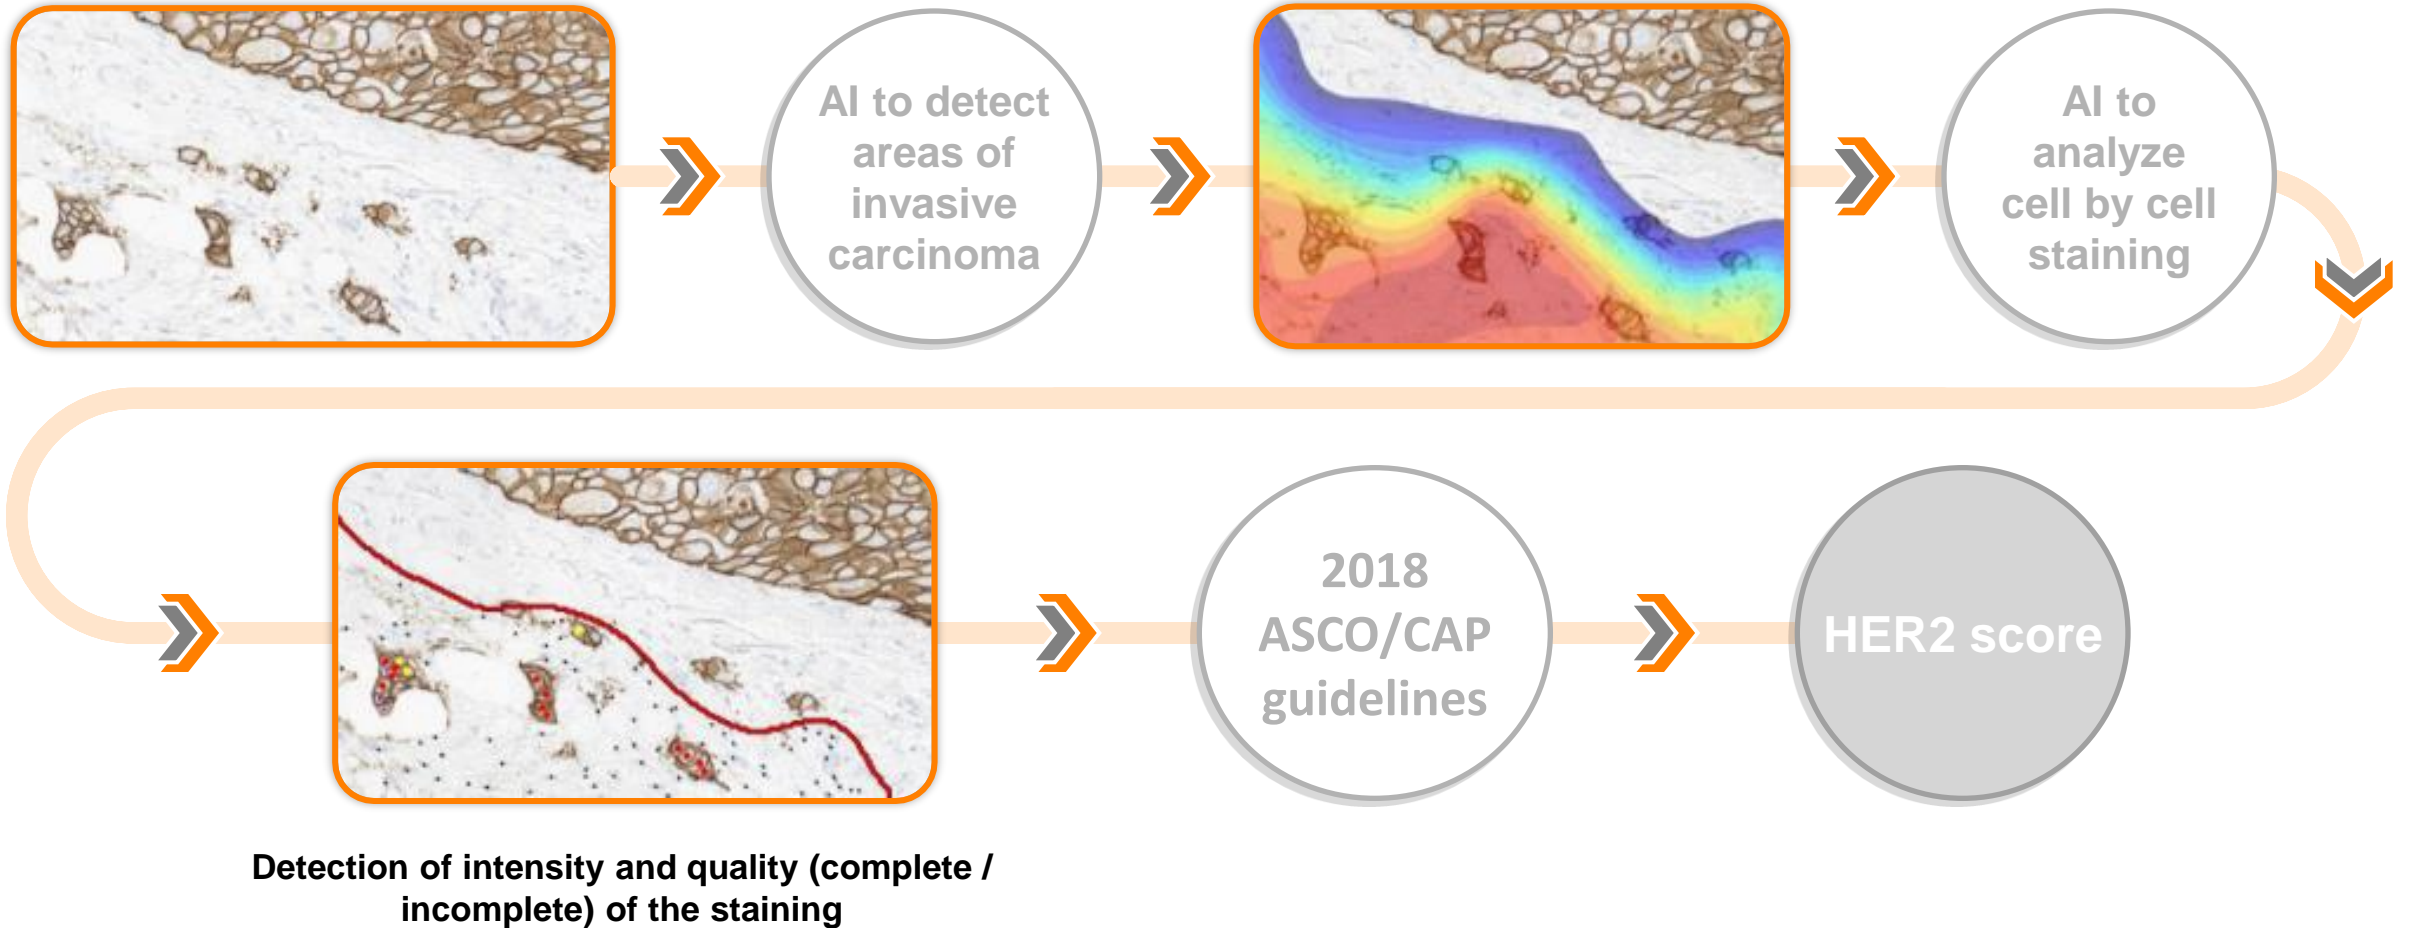 AI to detect
areas of
invasive
carcinoma
AI to
analyze
cell by cell
staining
2018
ASCO/CAP
guidelines
HER2 score
Detection of intensity and quality (complete /
incomplete) of the staining